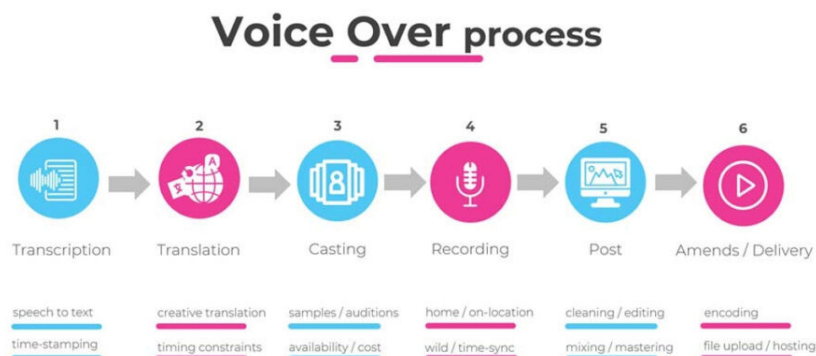 Voice Over process
1
2
3
4
5
6
A
Transcription
Translation
Casting
Recording
Post
Amends / Delivery
speech to text
creative translation
samples / auditions
home / on-location
cleaning / editing
encoding
time-stamping
timing constraints
availability / cost
wild / time-sync
mixing / mastering
file upload / hosting